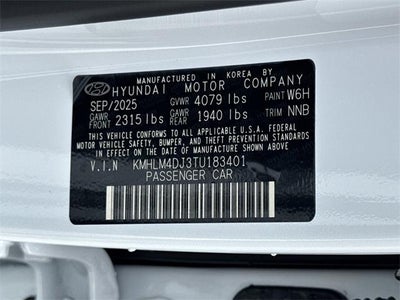 MANUFACTURED IN KOREA BY
HYUNDAI MOTOR COMPANY
SEP/2025 GVWR 4079 lbs PAINT W6H
GAWR FRONT 2315 lbs GAWR REAR 1940 lbs TRIM NNB
THIS VEHICLE CONFORMS TO ALL APPLICABLE U.S.A. FEDERAL
MOTOR VEHICLE SAFETY, BUMPER, AND THEFT PREVENTION
STANDARDS IN EFFECT ON THE DATE OF MANUFACTURE
SHOWN ABOVE.
V.I.N KMHLM4DJ3TU183401
PASSENGER CAR